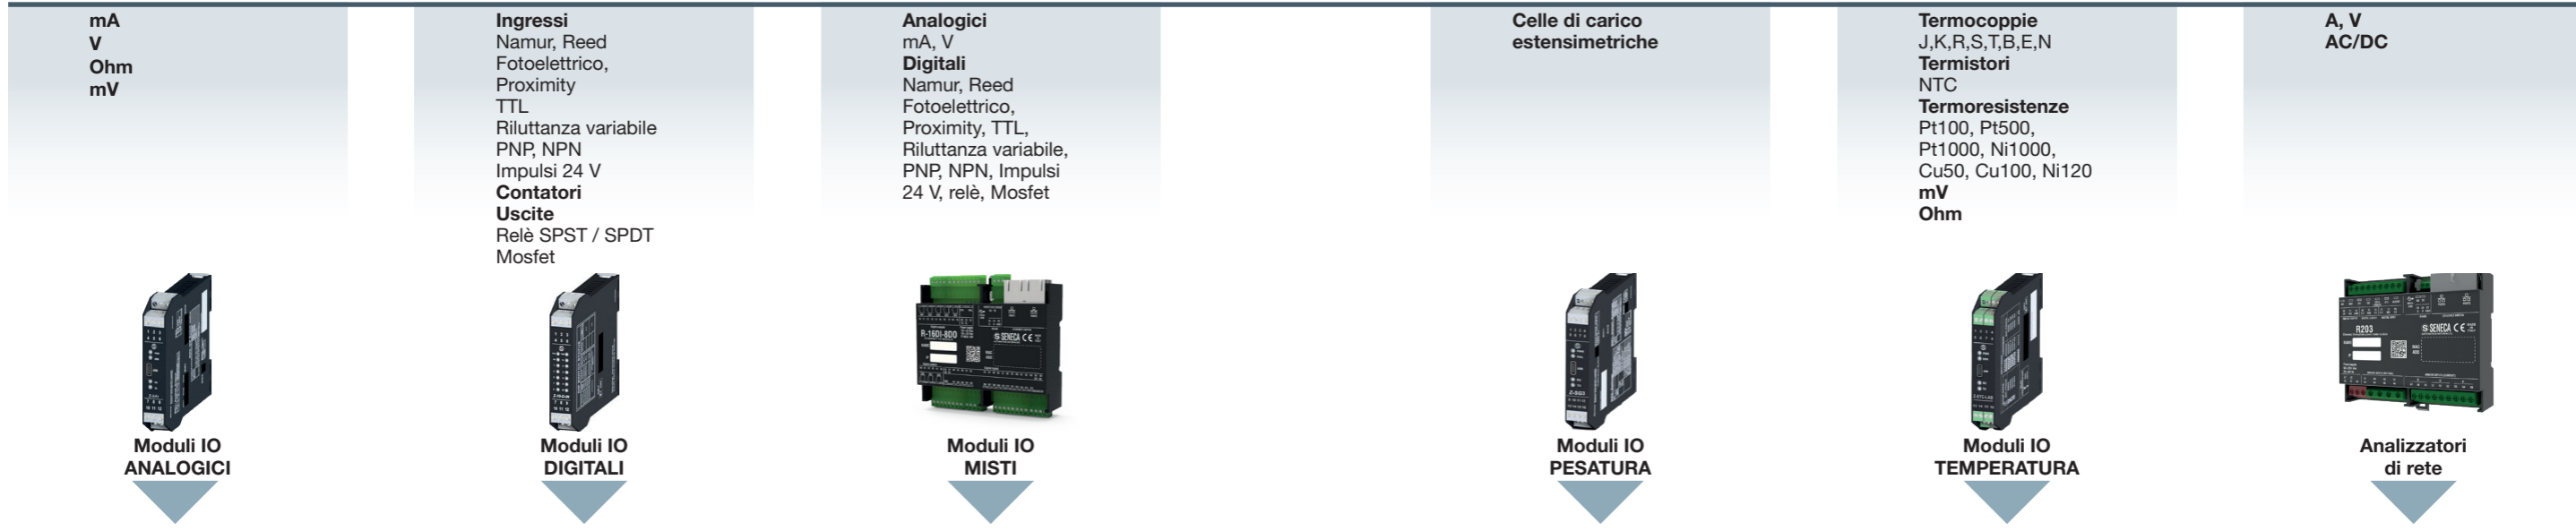 mA
V
Ohm
mV
Ingressi
Namur, Reed
Fotoelettrico,
Proximity
TTL
Riluttanza variabile
PNP, NPN
Impulsi 24 V
Contatori
Uscite
Relè SPST / SPDT
Mosfet
Analogici
mA, V
Digitali
Namur, Reed
Fotoelettrico,
Proximity, TTL,
Riluttanza variabile,
PNP, NPN, Impulsi
24 V, relè, Mosfet
Celle di carico
estensimetriche
Termocoppie
J,K,R,S,T,B,E,N
Termistori
NTC
Termoresistenze
Pt100, Pt500,
Pt1000, Ni1000,
Cu50, Cu100, Ni120
mV
Ohm
A, V
AC/DC
R-16DI-8DO
SENECA CE
Z-SG3
R203
SENECA CE
Moduli IO
ANALOGICI
Moduli IO
DIGITALI
Moduli IO
MISTI
Moduli IO
PESATURA
Moduli IO
TEMPERATURA
Analizzatori
di rete